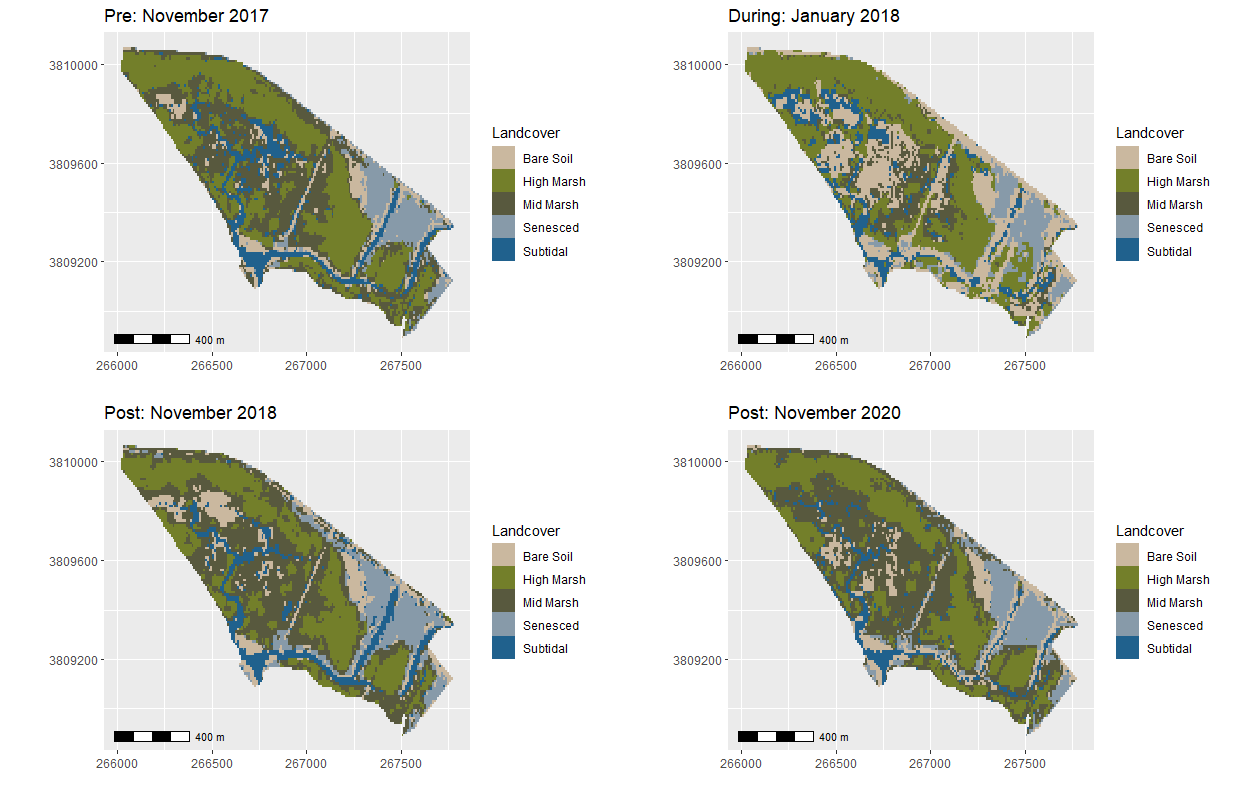 Pre: November 2017
3810000
3809600
3809200
266000 266500 267000 267500
400 m
Landcover
Bare Soil
High Marsh
Mid Marsh
Senesced
Subtidal
During: January 2018
3810000
3809600
3809200
266000 266500 267000 267500
400 m
Landcover
Bare Soil
High Marsh
Mid Marsh
Senesced
Subtidal
Post: November 2018
3810000
3809600
3809200
266000 266500 267000 267500
400 m
Landcover
Bare Soil
High Marsh
Mid Marsh
Senesced
Subtidal
Post: November 2020
3810000
3809600
3809200
266000 266500 267000 267500
400 m
Landcover
Bare Soil
High Marsh
Mid Marsh
Senesced
Subtidal